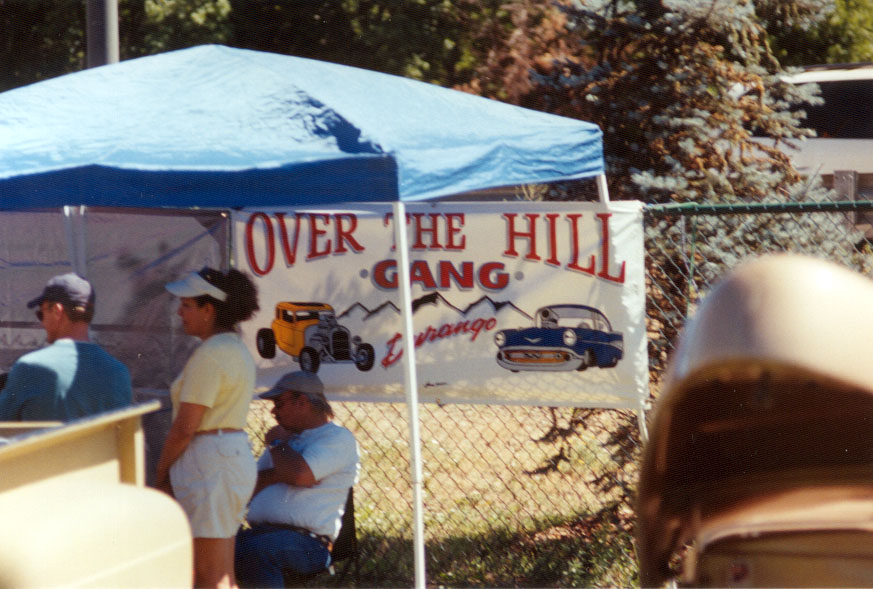 OVER THE HILL
GANG
Durango